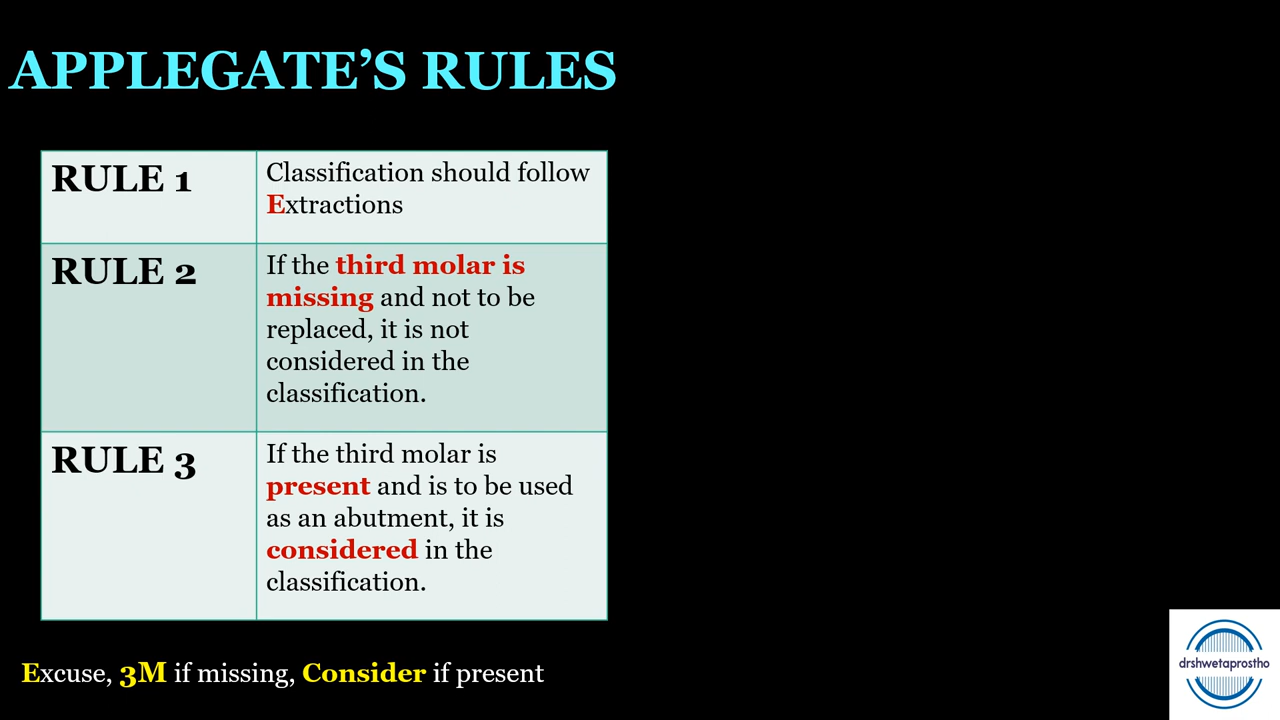 APPLEGATE’S RULES
RULE 1
Classification should follow
Extractions
RULE 2
If the third molar is
missing and not to be
replaced, it is not
considered in the
classification.
RULE 3
If the third molar is
present and is to be used
as an abutment, it is
considered in the
classification.
Excuse, 3M if missing, Consider if present
drshwetaprostho